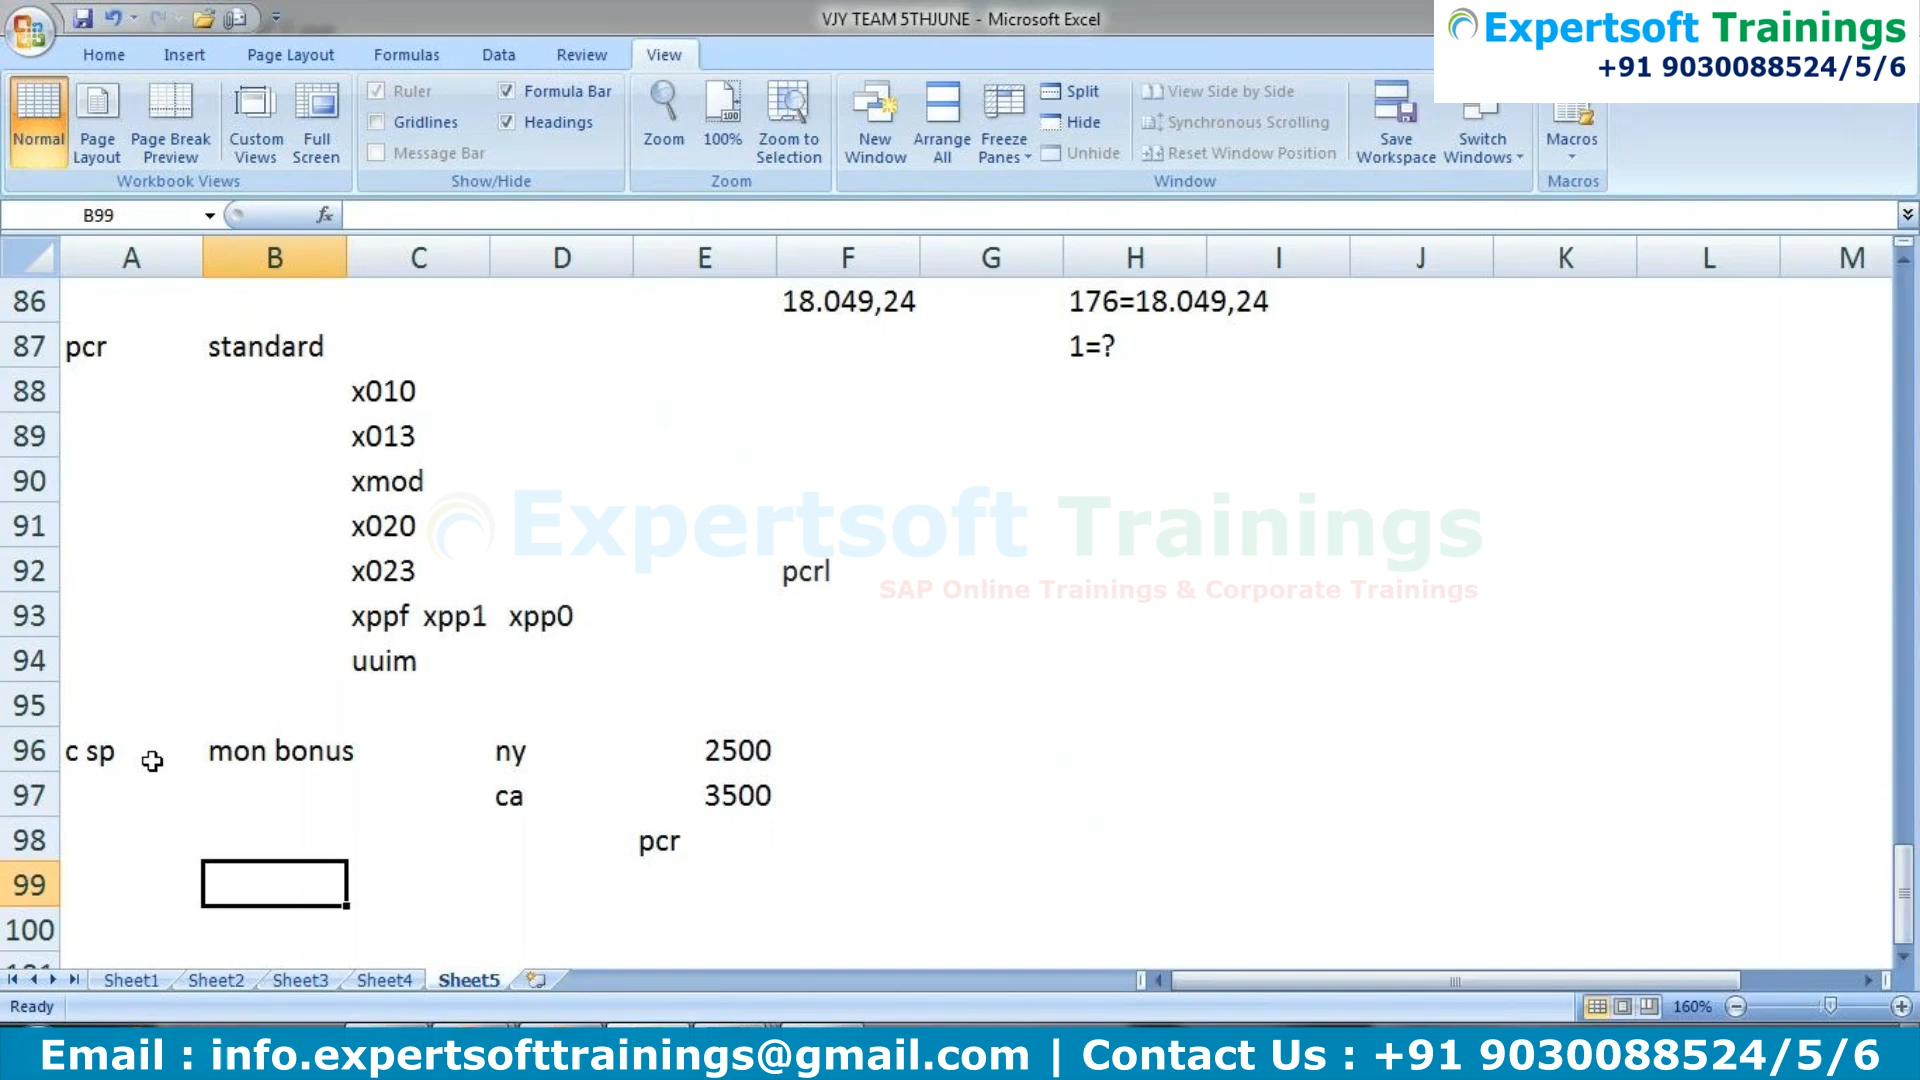 VJY TEAM 5THJUNE - Microsoft Excel
Expertsoft Trainings
+91 9030088524/5/6
Home Insert Page Layout Formulas Data Review View
Ruler Formula Bar
Gridlines Headings
Message Bar
Normal Page Layout Page Break Preview Custom Views Full Screen
Zoom 100% Zoom to Selection
New Window Arrange All Freeze Panes
Split
Hide
Unhide
View Side by Side
Synchronous Scrolling
Reset Window Position
Save Workspace Switch Windows Macros
Workbook Views Show/Hide Zoom Window Macros
B99 fx
A B C D E F G H I J K L M
86 18.049,24 176=18.049,24
87 pcr standard 1=?
88 x010
89 x013
90 xmod
91 x020
92 x023 pcrl
93 xppf xpp1 xpp0
94 uuim
95
96 c sp mon bonus ny 2500
97 ca 3500
98 pcr
99
100
Expertsoft Trainings
SAP Online Trainings & Corporate Trainings
Sheet1 Sheet2 Sheet3 Sheet4 Sheet5
Ready 160%
Email : info.expertsofttrainings@gmail.com | Contact Us : +91 9030088524/5/6